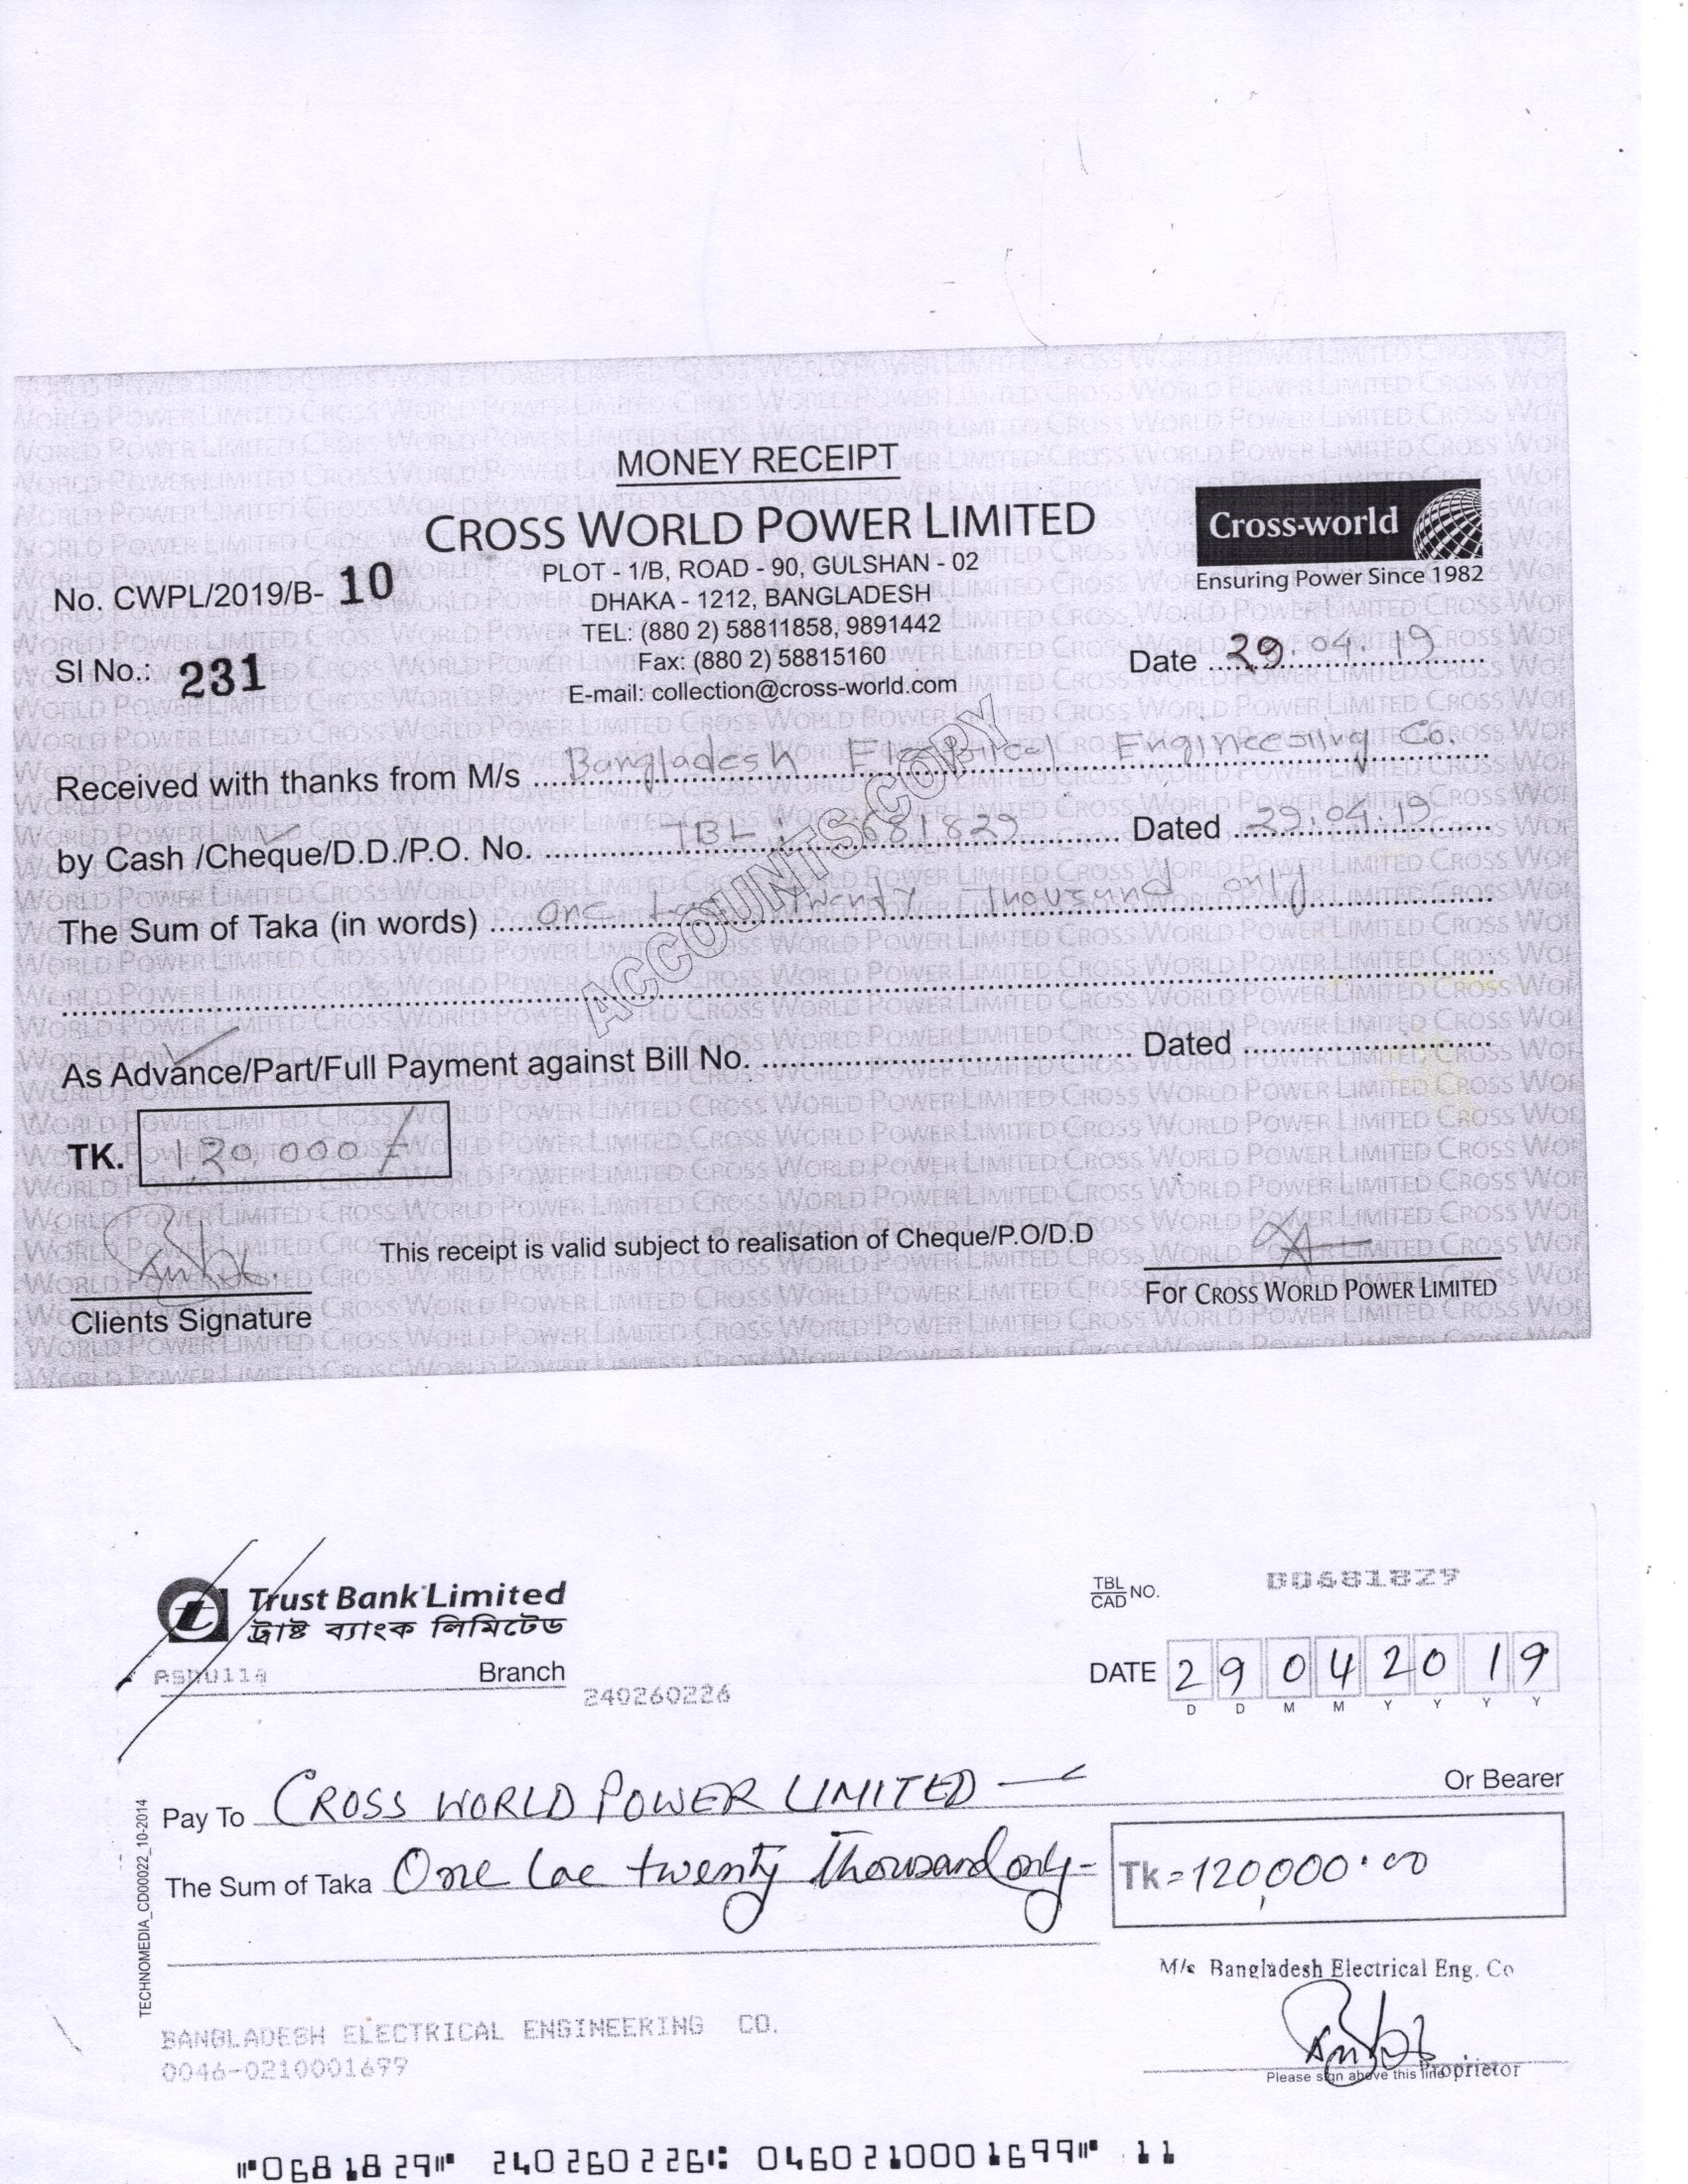 MONEY RECEIPT
CROSS WORLD POWER LIMITED
Cross-world
Ensuring Power Since 1982
PLOT - 1/B, ROAD - 90, GULSHAN - 02
DHAKA - 1212, BANGLADESH
TEL: (880 2) 58811858, 9891442
Fax: (880 2) 58815160
E-mail: collection@cross-world.com
No. CWPL/2019/B- 10
Sl No.: 231
Date 29.04.19
Received with thanks from M/s Bangladesh Electrical Engineering Co.
by Cash /Cheque/D.D./P.O. No. TBL: 681829 Dated 29.04.19
The Sum of Taka (in words) one Twenty Thousand only
ACCOUNTS COPY
As Advance/Part/Full Payment against Bill No. Dated
TK. 120,000/=
This receipt is valid subject to realisation of Cheque/P.O/D.D
Clients Signature
For CROSS WORLD POWER LIMITED
Trust Bank Limited
ট্রাষ্ট ব্যাংক লিমিটেড
Branch
240260226
TBL/CAD NO. 00681829
DATE 29 04 2019
D D M M Y Y Y Y
Pay To CROSS WORLD POWER LIMITED Or Bearer
The Sum of Taka One lac twenty thousand only= Tk=120,000.00
TECHNOMEDIA_CD00022_10-2014
M/s Bangladesh Electrical Eng. Co
BANGLADESH ELECTRICAL ENGINEERING CO.
0046-0210001699
Please sign above this line Proprietor
⑈0681829⑈ 240260226⑆ 0460210001699⑈ 11